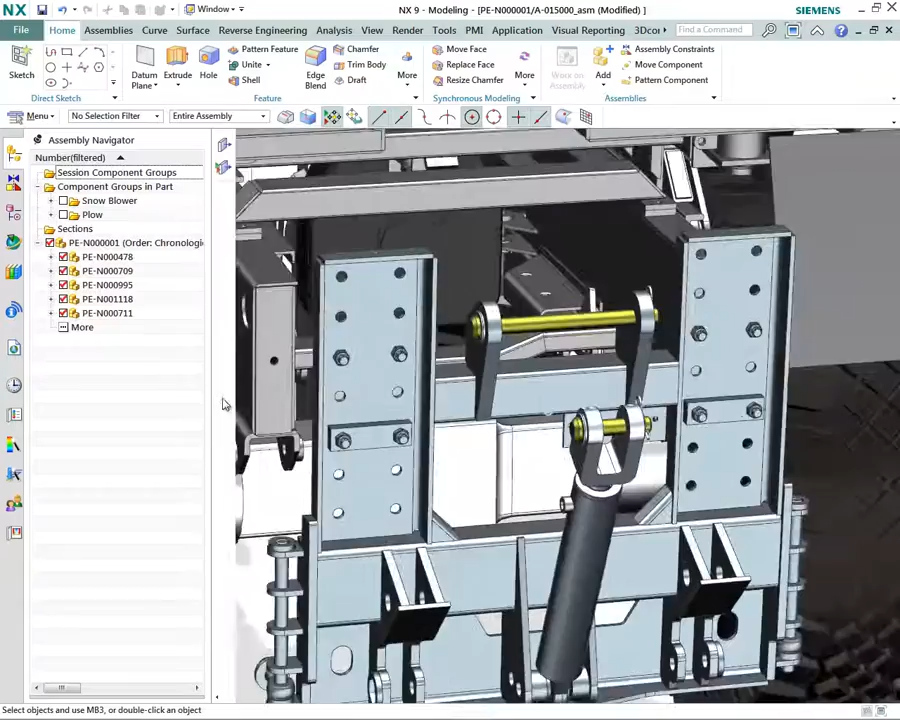 NX
Window
NX 9 - Modeling - [PE-N000001/A-015000_asm (Modified) ]
SIEMENS
File
Home
Assemblies
Curve
Surface
Reverse Engineering
Analysis
View
Render
Tools
PMI
Application
Visual Reporting
3Dcor
Find a Command
Sketch
Direct Sketch
Datum Plane
Extrude
Hole
Pattern Feature
Unite
Shell
Edge Blend
Chamfer
Trim Body
Draft
More
Feature
Move Face
Replace Face
Resize Chamfer
More
Synchronous Modeling
Work on Assembly
Add
Assembly Constraints
Move Component
Pattern Component
Assemblies
Menu
No Selection Filter
Entire Assembly
Assembly Navigator
Number(filtered)
Session Component Groups
Component Groups in Part
Snow Blower
Plow
Sections
PE-N000001 (Order: Chronologi
PE-N000478
PE-N000709
PE-N000995
PE-N001118
PE-N000711
More
Select objects and use MB3, or double-click an object